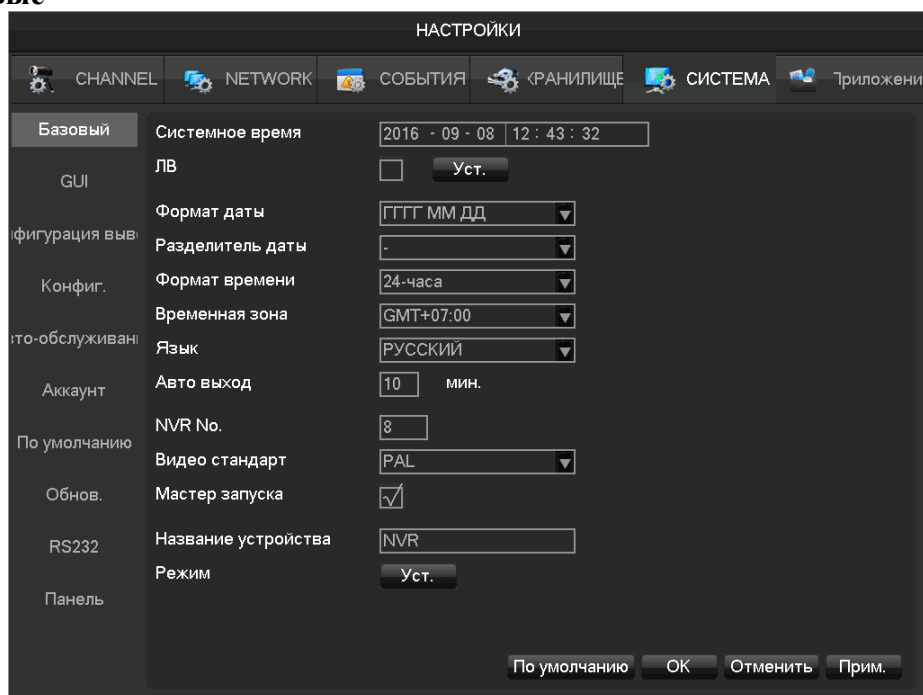 НАСТРОЙКИ
CHANNEL NETWORK СОБЫТИЯ ХРАНИЛИЩЕ СИСТЕМА Приложени
Базовый
GUI
фигурация выв
Конфиг.
то-обслуживан
Аккаунт
По умолчанию
Обнов.
RS232
Панель
Системное время 2016 - 09 - 08 12 : 43 : 32
ЛВ Уст.
Формат даты ГГГГ ММ ДД
Разделитель даты -
Формат времени 24-часа
Временная зона GMT+07:00
Язык РУССКИЙ
Авто выход 10 мин.
NVR No. 8
Видео стандарт PAL
Мастер запуска
Название устройства NVR
Режим Уст.
По умолчанию OK Отменить Прим.